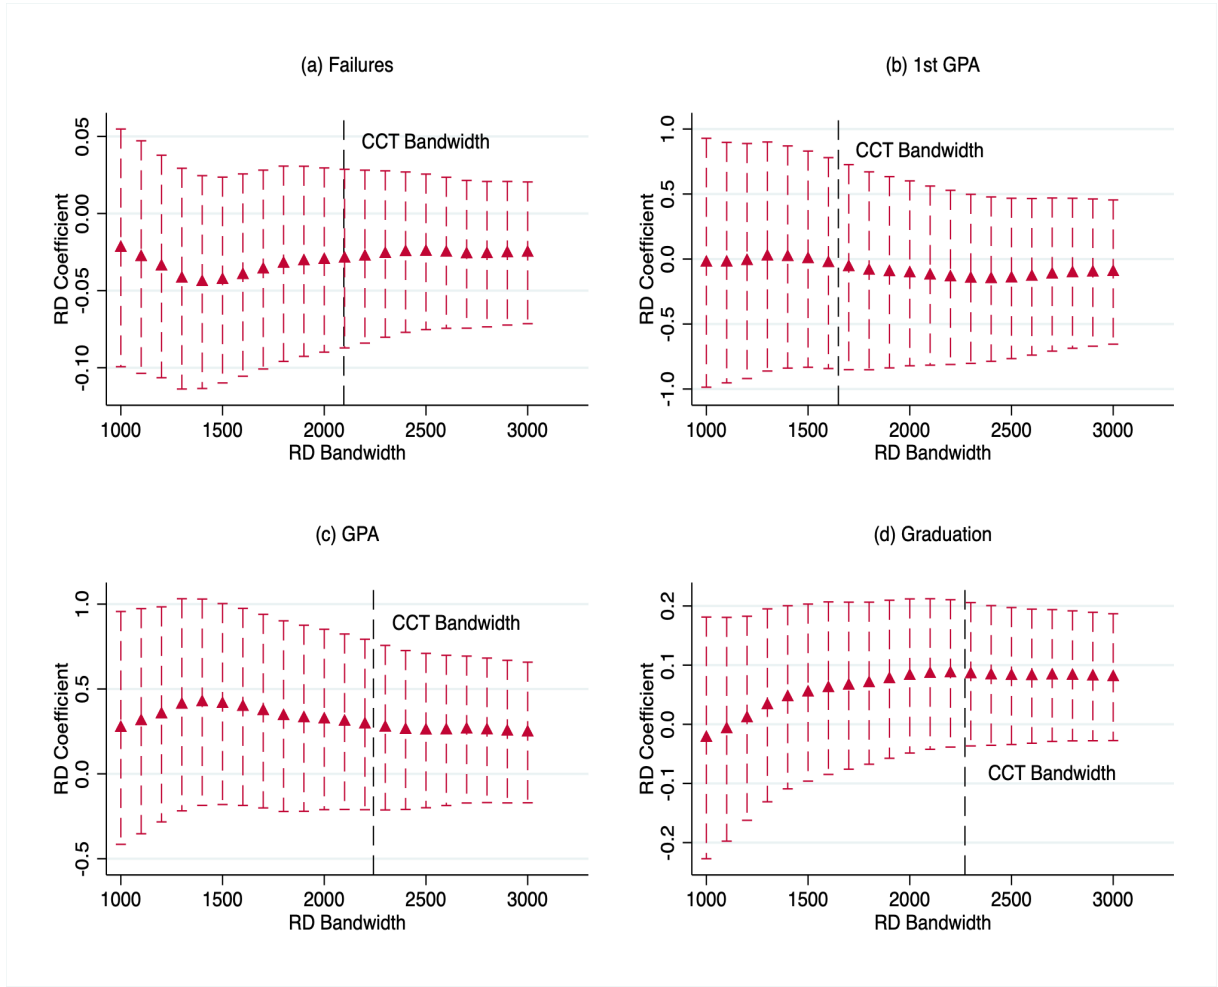 (a) Failures
CCT Bandwidth
RD Coefficient
0.05
0.00
-0.05
-0.10
1000 1500 2000 2500 3000
RD Bandwidth
(b) 1st GPA
CCT Bandwidth
RD Coefficient
1.0
0.5
0.0
-0.5
-1.0
1000 1500 2000 2500 3000
RD Bandwidth
(c) GPA
CCT Bandwidth
RD Coefficient
1.0
0.5
0.0
-0.5
1000 1500 2000 2500 3000
RD Bandwidth
(d) Graduation
CCT Bandwidth
RD Coefficient
0.2
0.1
0.0
-0.1
-0.2
1000 1500 2000 2500 3000
RD Bandwidth